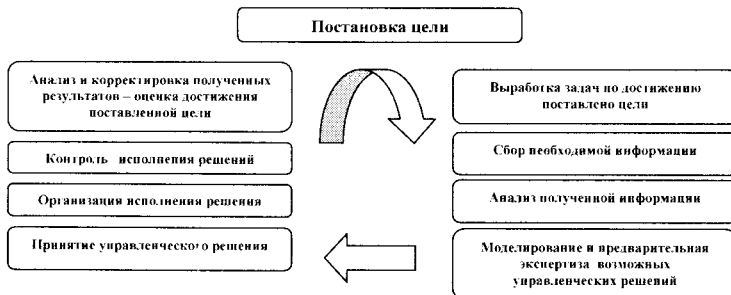 Постановка цели
Анализ и корректировка полученных
результатов – оценка достижения
поставленной цели
Контроль исполнения решений
Организация исполнения решения
Принятие управленческого решения
Выработка задач по достижению
поставлено цели
Сбор необходимой информации
Анализ полученной информации
Моделирование и предварительная
экспертиза возможных
управленческих решений